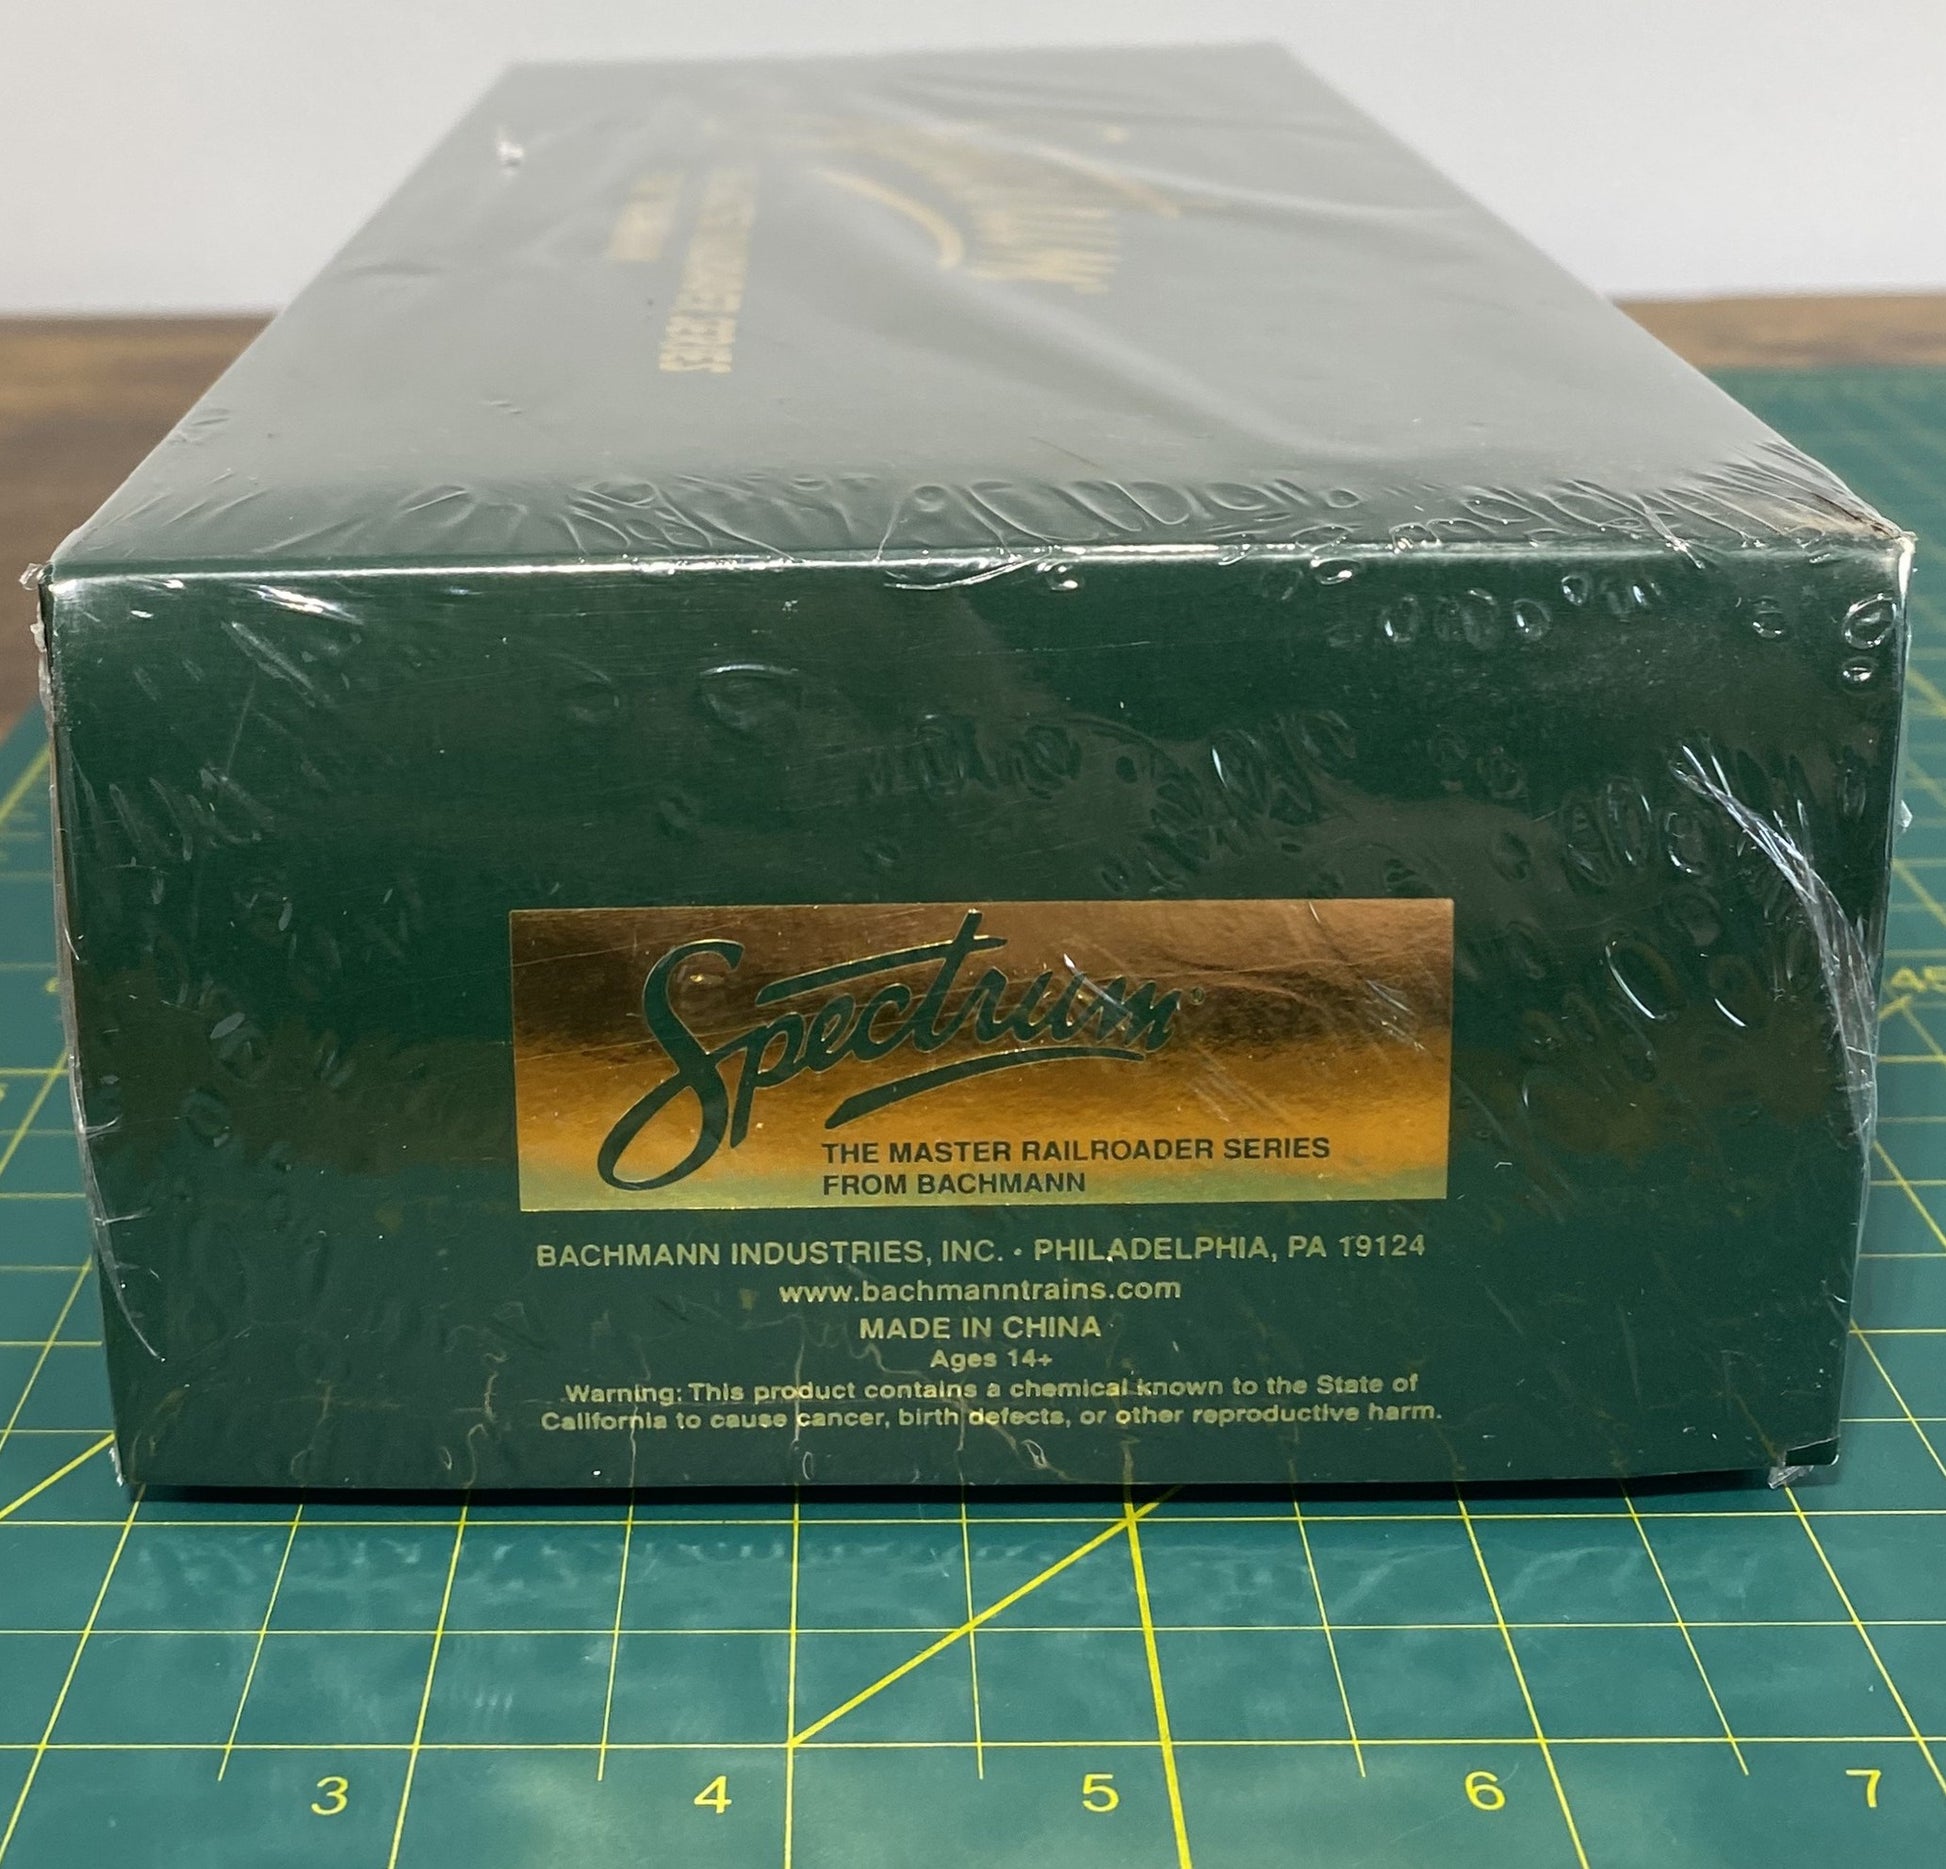 Spectrum®
THE MASTER RAILROADER SERIES
FROM BACHMANN
BACHMANN INDUSTRIES, INC. • PHILADELPHIA, PA 19124
www.bachmanntrains.com
MADE IN CHINA
Ages 14+
Warning: This product contains a chemical known to the State of
California to cause cancer, birth defects, or other reproductive harm.
45
3 4 5 6 7